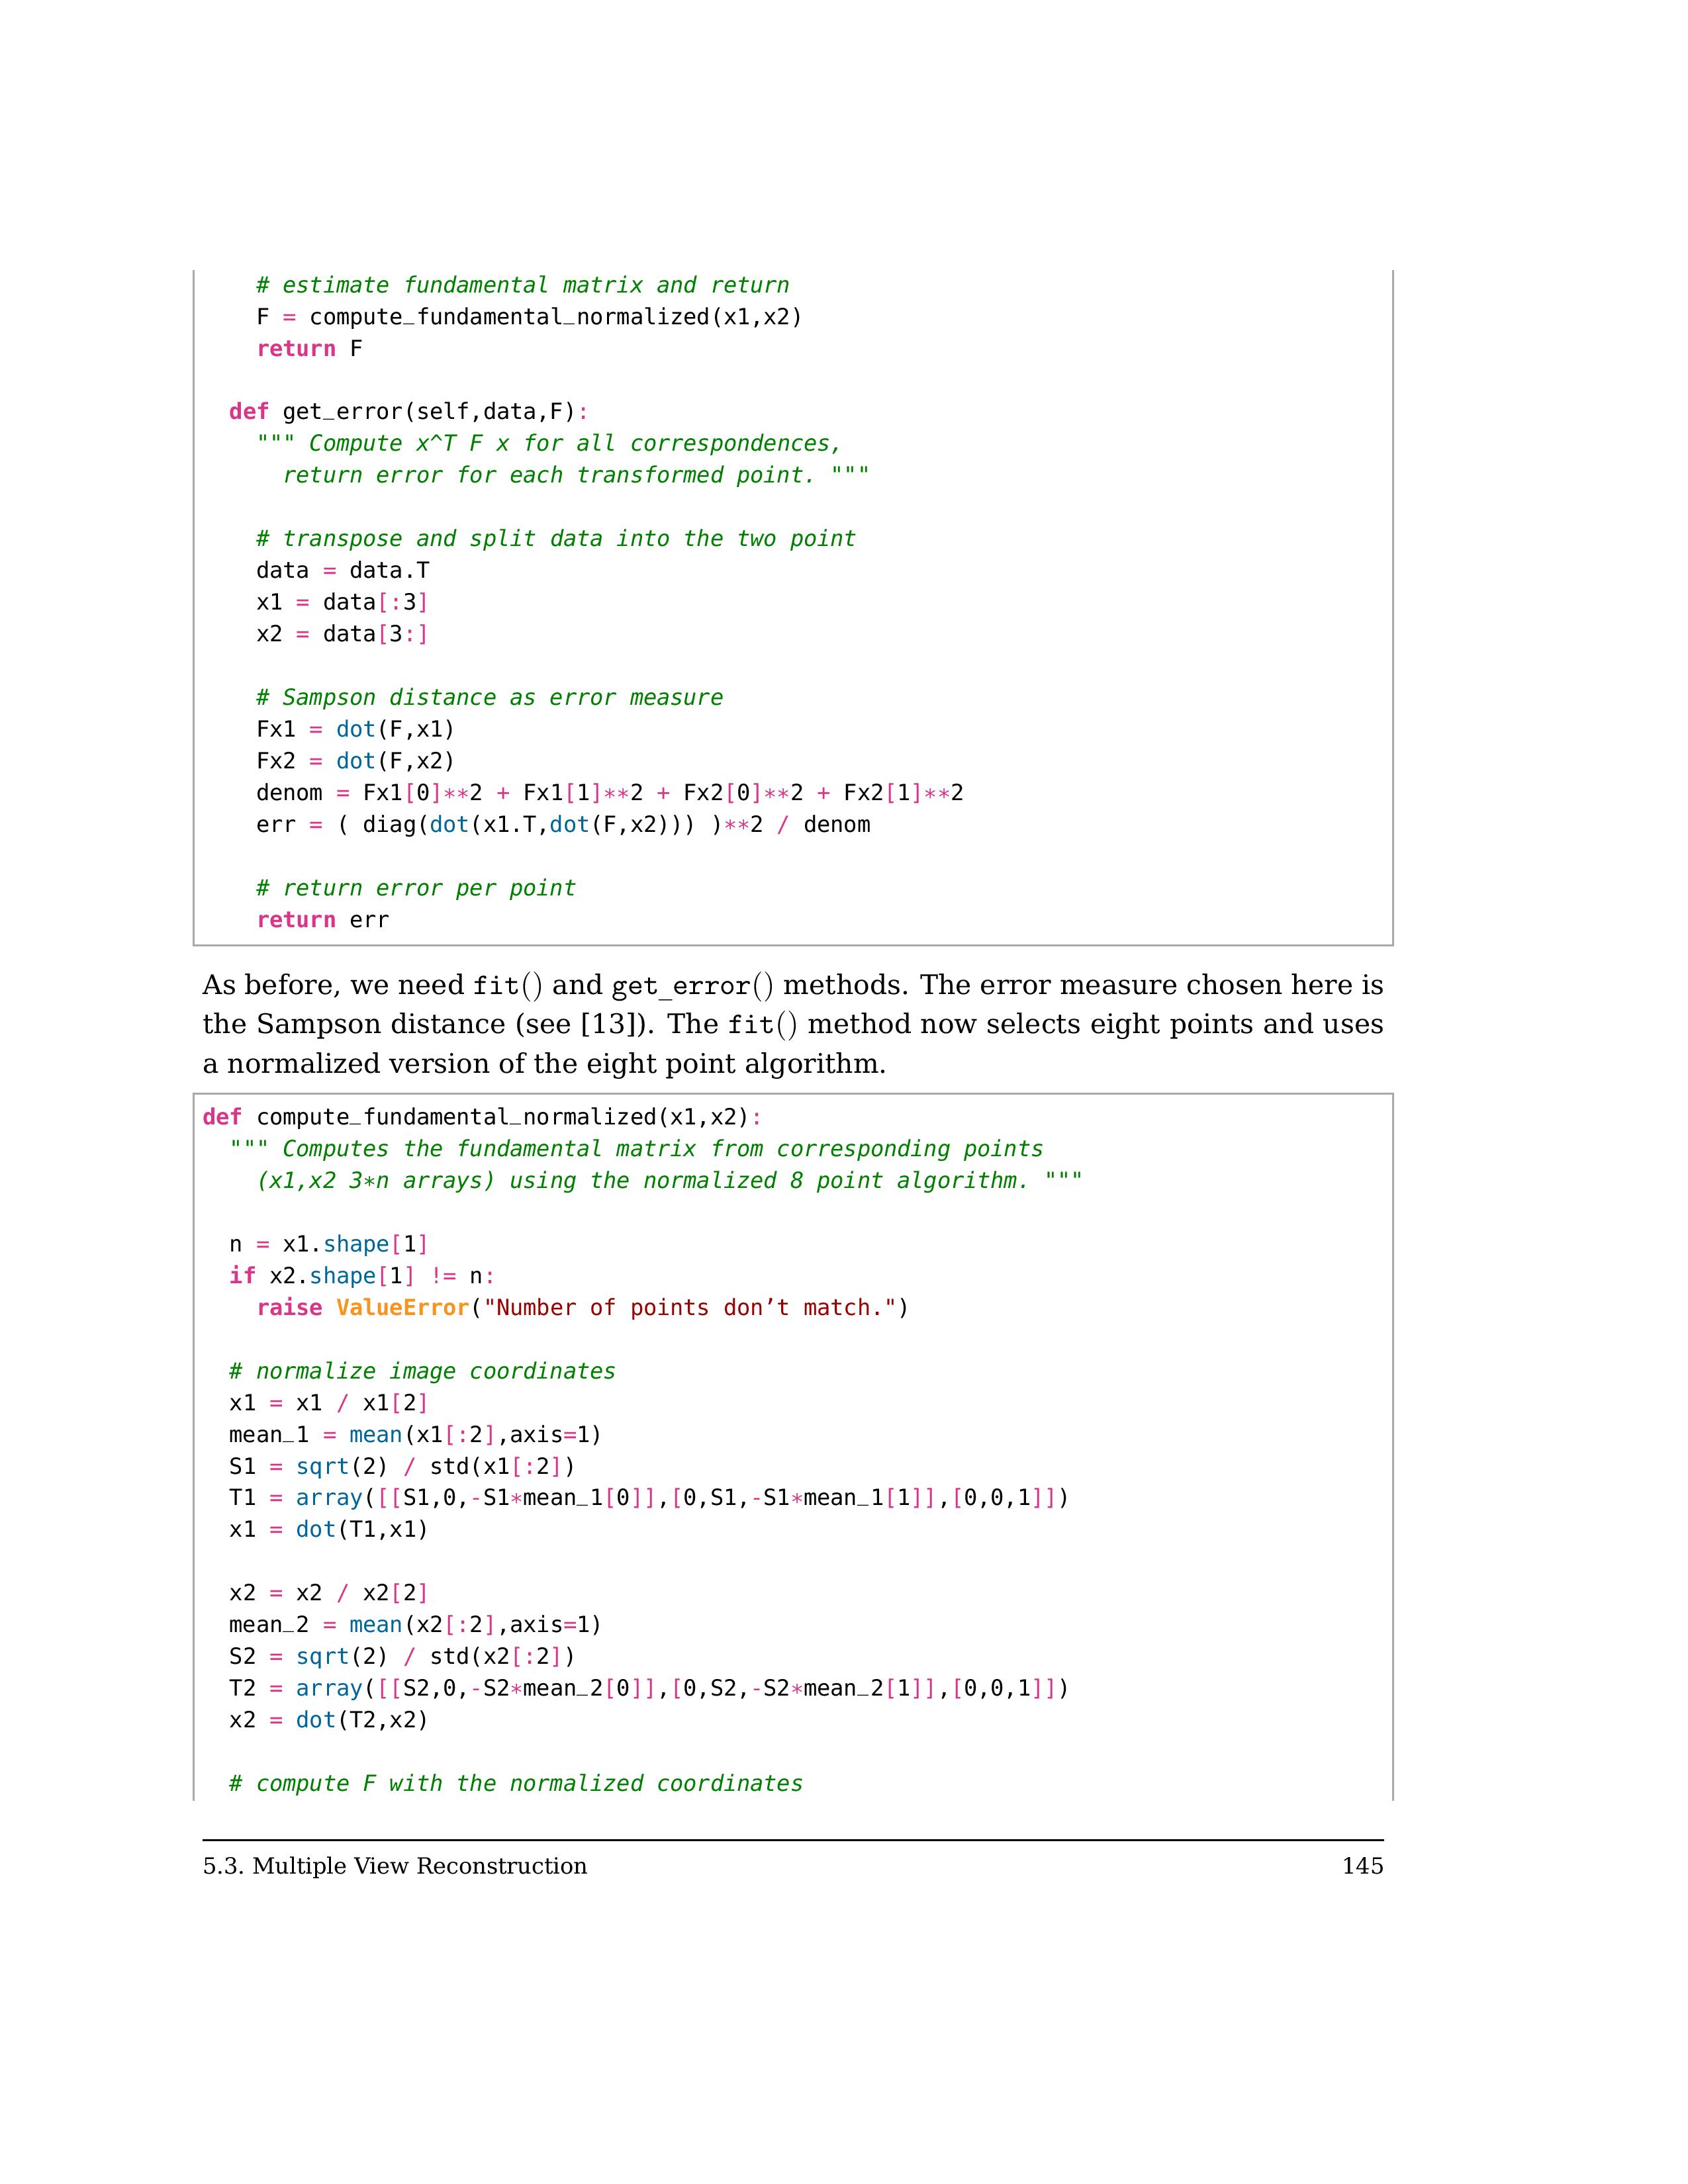 # estimate fundamental matrix and return
F = compute_fundamental_normalized(x1,x2)
return F
def get_error(self,data,F):
""" Compute x^T F x for all correspondences,
return error for each transformed point. """
# transpose and split data into the two point
data = data.T
x1 = data[:3]
x2 = data[3:]
# Sampson distance as error measure
Fx1 = dot(F,x1)
Fx2 = dot(F,x2)
denom = Fx1[0]**2 + Fx1[1]**2 + Fx2[0]**2 + Fx2[1]**2
err = ( diag(dot(x1.T,dot(F,x2))) )**2 / denom
# return error per point
return err
As before, we need fit() and get_error() methods. The error measure chosen here is
the Sampson distance (see [13]). The fit() method now selects eight points and uses
a normalized version of the eight point algorithm.
def compute_fundamental_normalized(x1,x2):
""" Computes the fundamental matrix from corresponding points
(x1,x2 3*n arrays) using the normalized 8 point algorithm. """
n = x1.shape[1]
if x2.shape[1] != n:
raise ValueError("Number of points don’t match.")
# normalize image coordinates
x1 = x1 / x1[2]
mean_1 = mean(x1[:2],axis=1)
S1 = sqrt(2) / std(x1[:2])
T1 = array([[S1,0,-S1*mean_1[0]],[0,S1,-S1*mean_1[1]],[0,0,1]])
x1 = dot(T1,x1)
x2 = x2 / x2[2]
mean_2 = mean(x2[:2],axis=1)
S2 = sqrt(2) / std(x2[:2])
T2 = array([[S2,0,-S2*mean_2[0]],[0,S2,-S2*mean_2[1]],[0,0,1]])
x2 = dot(T2,x2)
# compute F with the normalized coordinates
5.3. Multiple View Reconstruction 145